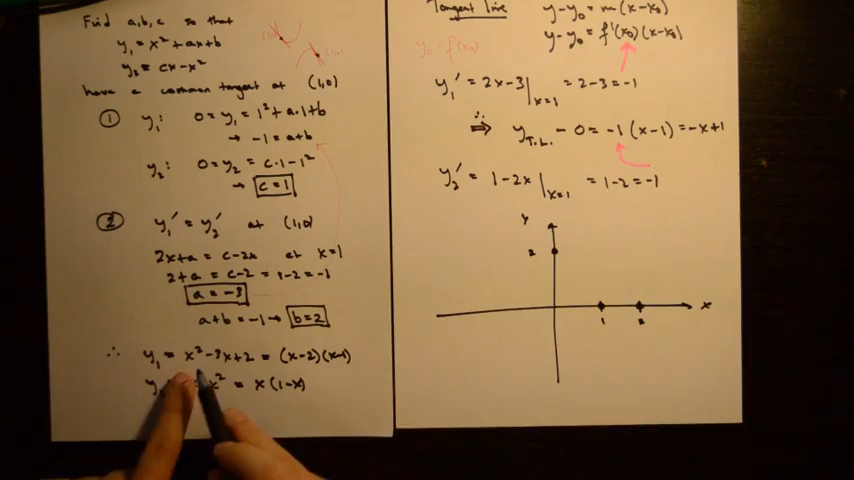 Find a, b, c so that
y₁ = x² + ax + b
y₂ = cx - x²
have a common tangent at (1,0)
① y₁: 0 = y₁ = 1² + a·1 + b
→ -1 = a+b
y₂: 0 = y₂ = c·1 - 1²
→ c = 1
② y₁' = y₂' at (1,0)
2x+a = c-2x at x=1
2+a = c-2 = 1-2 = -1
a = -3
a+b = -1 → b = 2
∴ y₁ = x² - 3x + 2 = (x-2)(x-1)
x² = x(1-x)
Tangent Line y-y₀ = m(x-x₀)
y-y₀ = f'(x₀)(x-x₀)
y₀ = f(x₀)
y₁' = 2x-3|x=1 = 2-3 = -1
∴
⇒ y T.L. - 0 = -1(x-1) = -x+1
y₂' = 1-2x|x=1 = 1-2 = -1
y
2
x
1 2